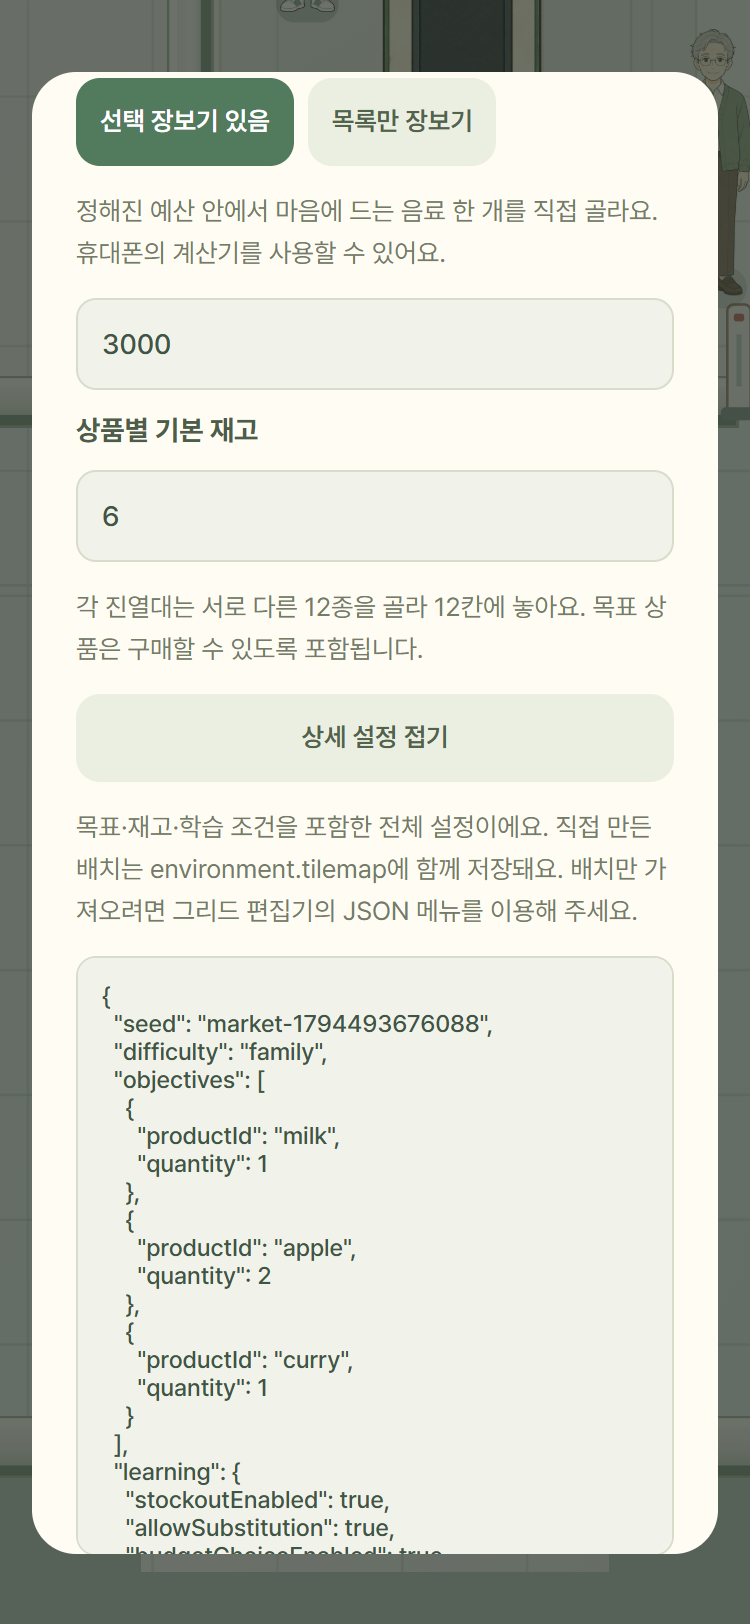 선택 장보기 있음
목록만 장보기
정해진 예산 안에서 마음에 드는 음료 한 개를 직접 골라요.
휴대폰의 계산기를 사용할 수 있어요.
3000
상품별 기본 재고
6
각 진열대는 서로 다른 12종을 골라 12칸에 놓아요. 목표 상
품은 구매할 수 있도록 포함됩니다.
상세 설정 접기
목표·재고·학습 조건을 포함한 전체 설정이에요. 직접 만든
배치는 environment.tilemap에 함께 저장돼요. 배치만 가
져오려면 그리드 편집기의 JSON 메뉴를 이용해 주세요.
{
"seed": "market-1794493676088",
"difficulty": "family",
"objectives": [
{
"productId": "milk",
"quantity": 1
},
{
"productId": "apple",
"quantity": 2
},
{
"productId": "curry",
"quantity": 1
}
],
"learning": {
"stockoutEnabled": true,
"allowSubstitution": true,
"budgetChoiceEnabled": true